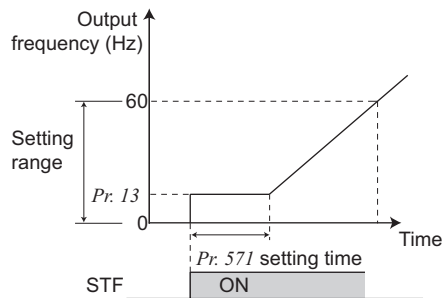 Output
frequency (Hz)
60
Setting
range
Pr. 13
0
Time
Pr. 571 setting time
STF
ON